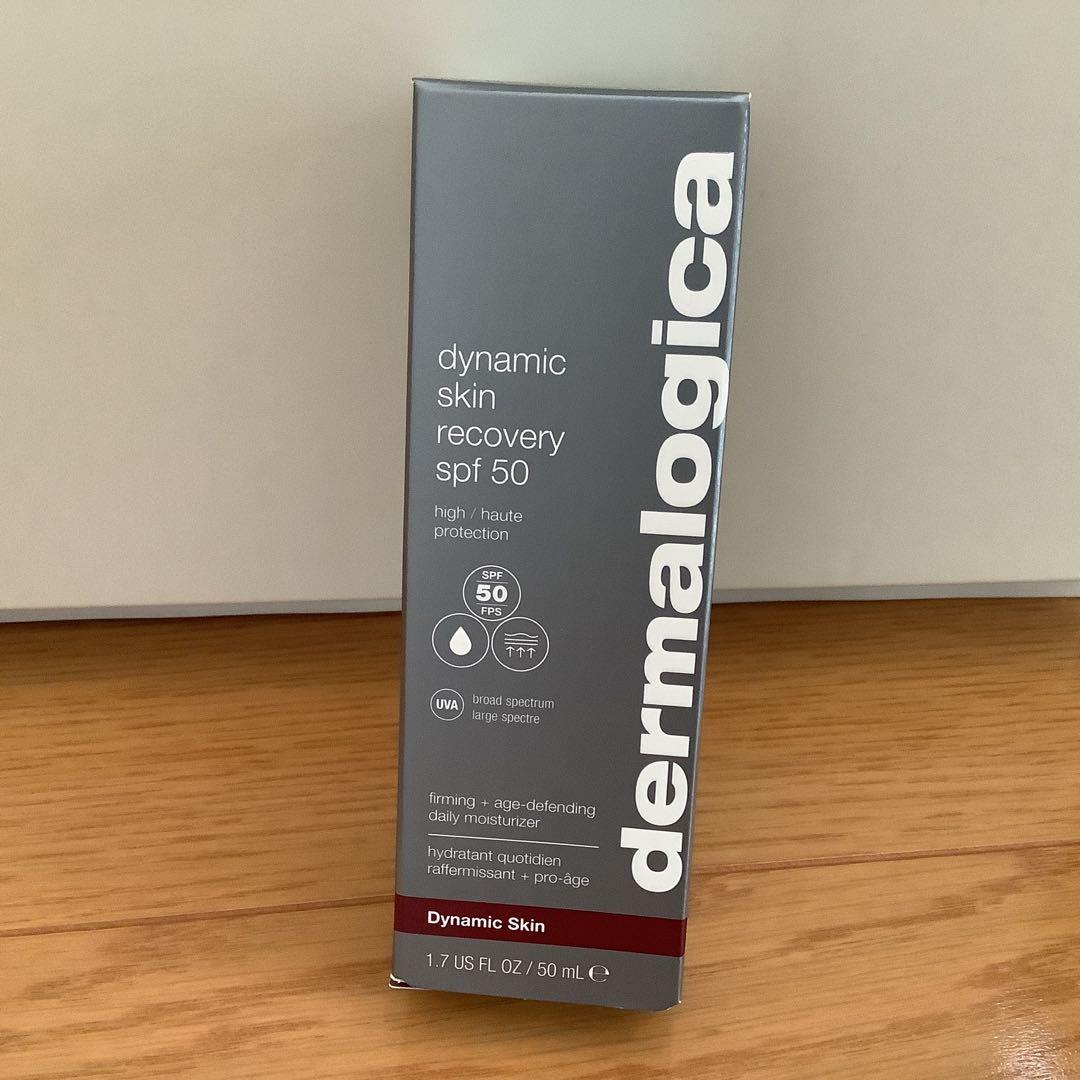 dermalogica
dynamic
skin
recovery
spf 50
high / haute
protection
SPF
50
FPS
UVA
broad spectrum
large spectre
firming + age-defending
daily moisturizer
hydratant quotidien
raffermissant + pro-âge
Dynamic Skin
1.7 US FL OZ / 50 mL ℮